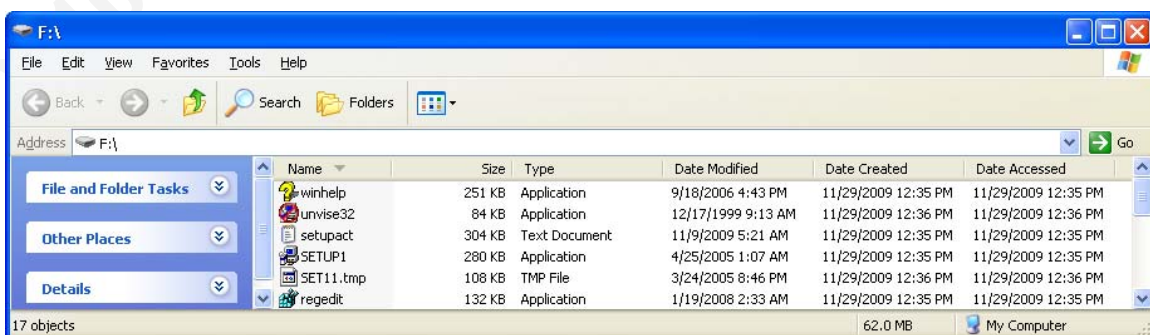 F:\
File Edit View Favorites Tools Help
Back Search Folders
Address F:\ Go
File and Folder Tasks
Other Places
Details
Name Size Type Date Modified Date Created Date Accessed
winhelp 251 KB Application 9/18/2006 4:43 PM 11/29/2009 12:35 PM 11/29/2009 12:35 PM
unvise32 84 KB Application 12/17/1999 9:13 AM 11/29/2009 12:36 PM 11/29/2009 12:36 PM
setupact 304 KB Text Document 11/9/2009 5:21 AM 11/29/2009 12:35 PM 11/29/2009 12:35 PM
SETUP1 280 KB Application 4/25/2005 1:07 AM 11/29/2009 12:35 PM 11/29/2009 12:35 PM
SET11.tmp 108 KB TMP File 3/24/2005 8:46 PM 11/29/2009 12:36 PM 11/29/2009 12:36 PM
regedit 132 KB Application 1/19/2008 2:33 AM 11/29/2009 12:35 PM 11/29/2009 12:35 PM
17 objects 62.0 MB My Computer